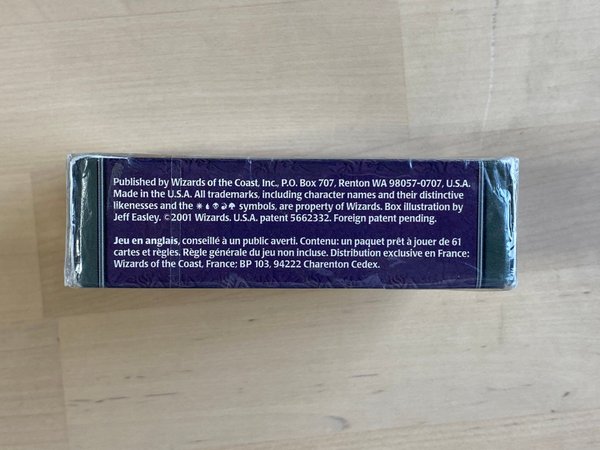 Published by Wizards of the Coast, Inc., P.O. Box 707, Renton WA 98057-0707, U.S.A.
Made in the U.S.A. All trademarks, including character names and their distinctive
likenesses and the symbols, are property of Wizards. Box illustration by
Jeff Easley. ©2001 Wizards. U.S.A. patent 5662332. Foreign patent pending.
Jeu en anglais, conseillé à un public averti. Contenu: un paquet prêt à jouer de 61
cartes et règles. Règle générale du jeu non incluse. Distribution exclusive en France:
Wizards of the Coast, France; BP 103, 94222 Charenton Cedex.